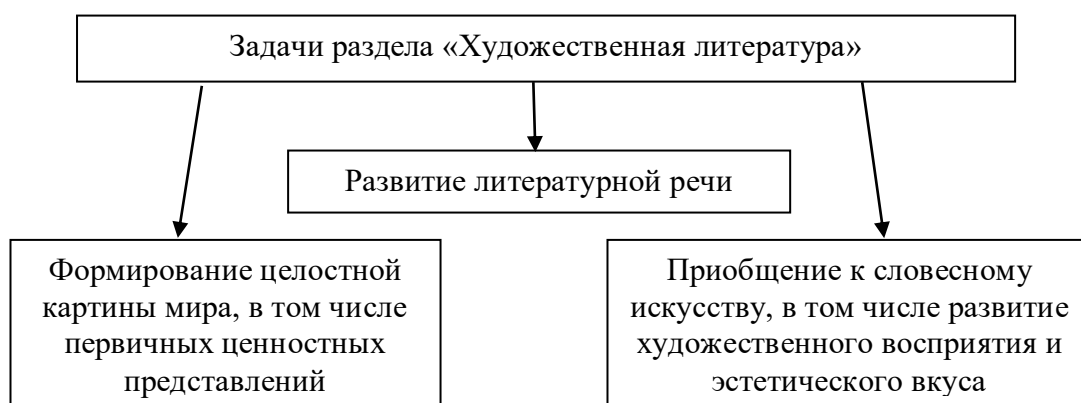 Задачи раздела «Художественная литература»
Развитие литературной речи
Формирование целостной
картины мира, в том числе
первичных ценностных
представлений
Приобщение к словесному
искусству, в том числе развитие
художественного восприятия и
эстетического вкуса